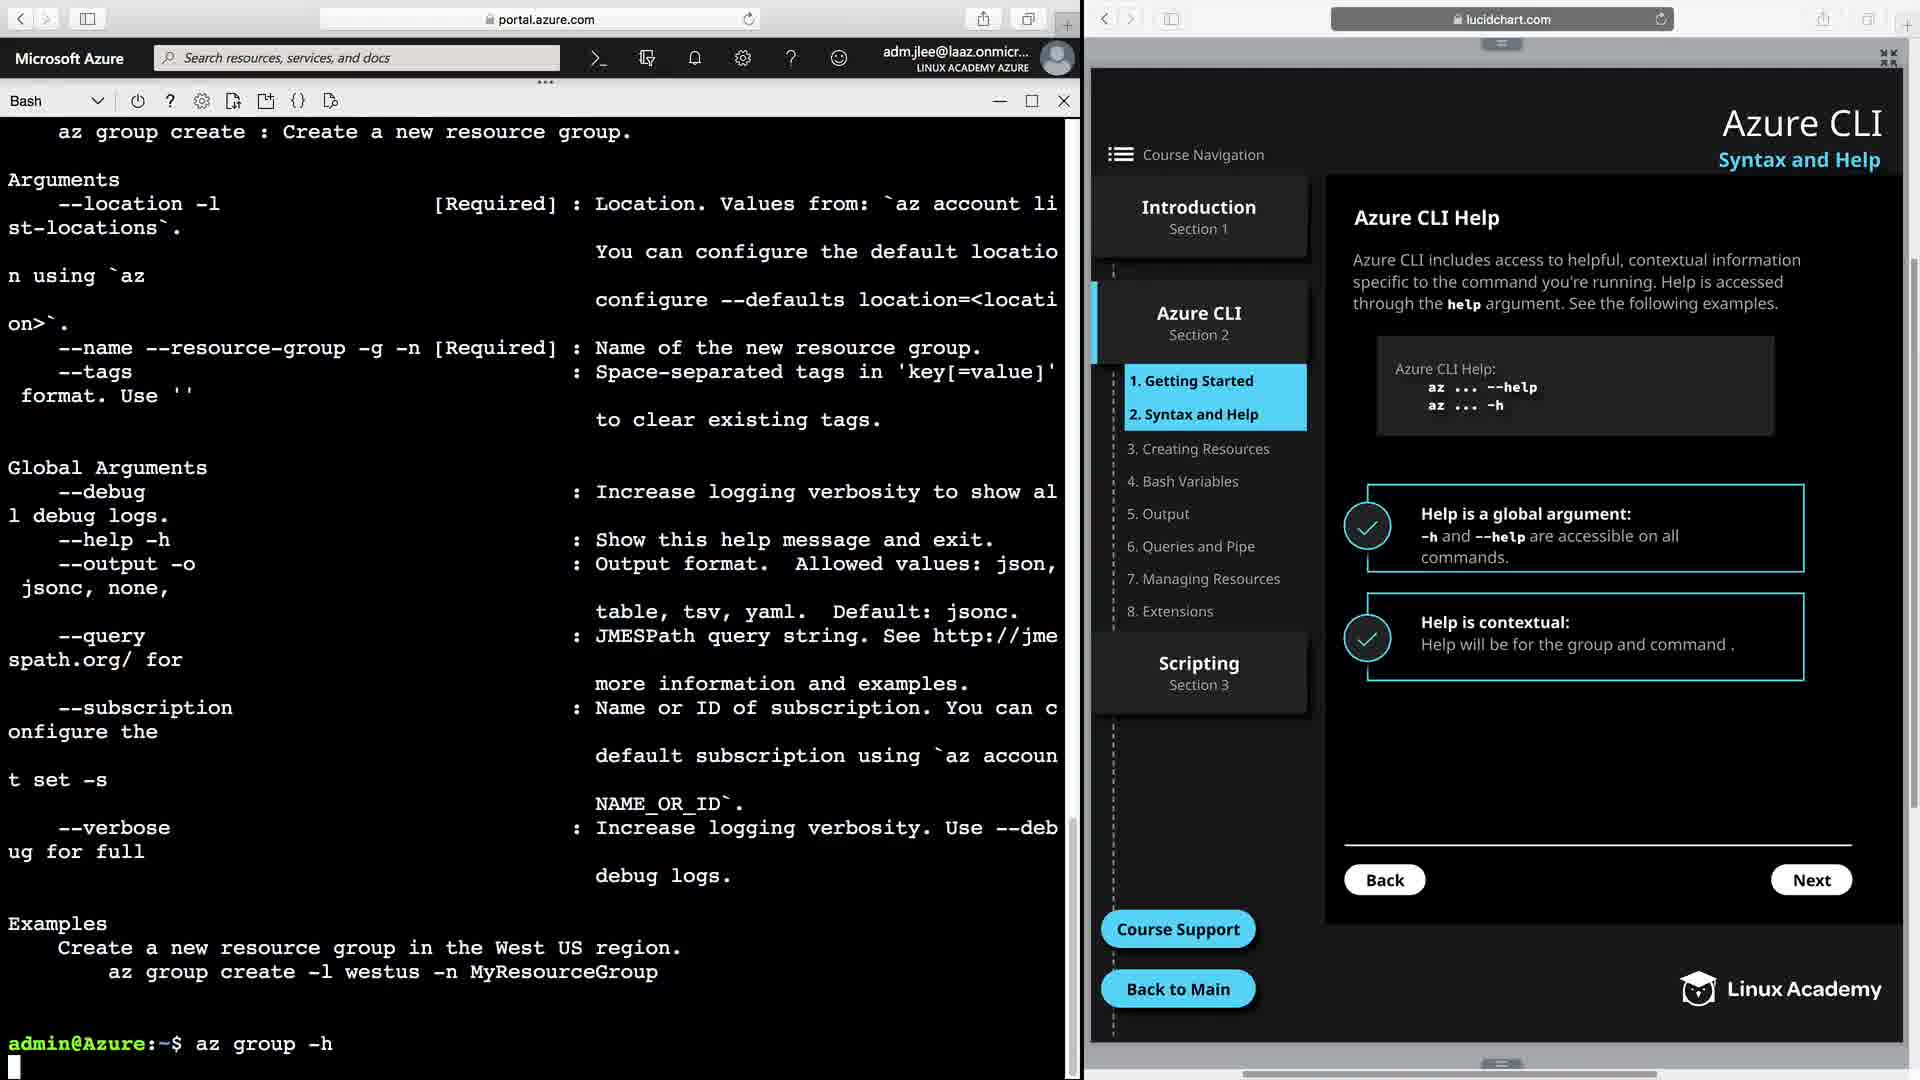 portal.azure.com
Microsoft Azure
Search resources, services, and docs
adm.jlee@laaz.onmicr...
LINUX ACADEMY AZURE
Bash
az group create : Create a new resource group.
Arguments
--location -l [Required] : Location. Values from: `az account li
st-locations`.
You can configure the default locatio
n using `az
configure --defaults location=<locati
on>`.
--name --resource-group -g -n [Required] : Name of the new resource group.
--tags : Space-separated tags in 'key[=value]'
format. Use ''
to clear existing tags.
Global Arguments
--debug : Increase logging verbosity to show al
l debug logs.
--help -h : Show this help message and exit.
--output -o : Output format.  Allowed values: json,
jsonc, none,
table, tsv, yaml.  Default: jsonc.
--query : JMESPath query string. See http://jme
spath.org/ for
more information and examples.
--subscription : Name or ID of subscription. You can c
onfigure the
default subscription using `az accoun
t set -s
NAME_OR_ID`.
--verbose : Increase logging verbosity. Use --deb
ug for full
debug logs.
Examples
Create a new resource group in the West US region.
az group create -l westus -n MyResourceGroup
admin@Azure:~$ az group -h
lucidchart.com
Azure CLI
Syntax and Help
Course Navigation
Introduction
Section 1
Azure CLI
Section 2
1. Getting Started
2. Syntax and Help
3. Creating Resources
4. Bash Variables
5. Output
6. Queries and Pipe
7. Managing Resources
8. Extensions
Scripting
Section 3
Course Support
Back to Main
Azure CLI Help
Azure CLI includes access to helpful, contextual information
specific to the command you're running. Help is accessed
through the help argument. See the following examples.
Azure CLI Help:
az ... --help
az ... -h
Help is a global argument:
-h and --help are accessible on all
commands.
Help is contextual:
Help will be for the group and command .
Back
Next
Linux Academy